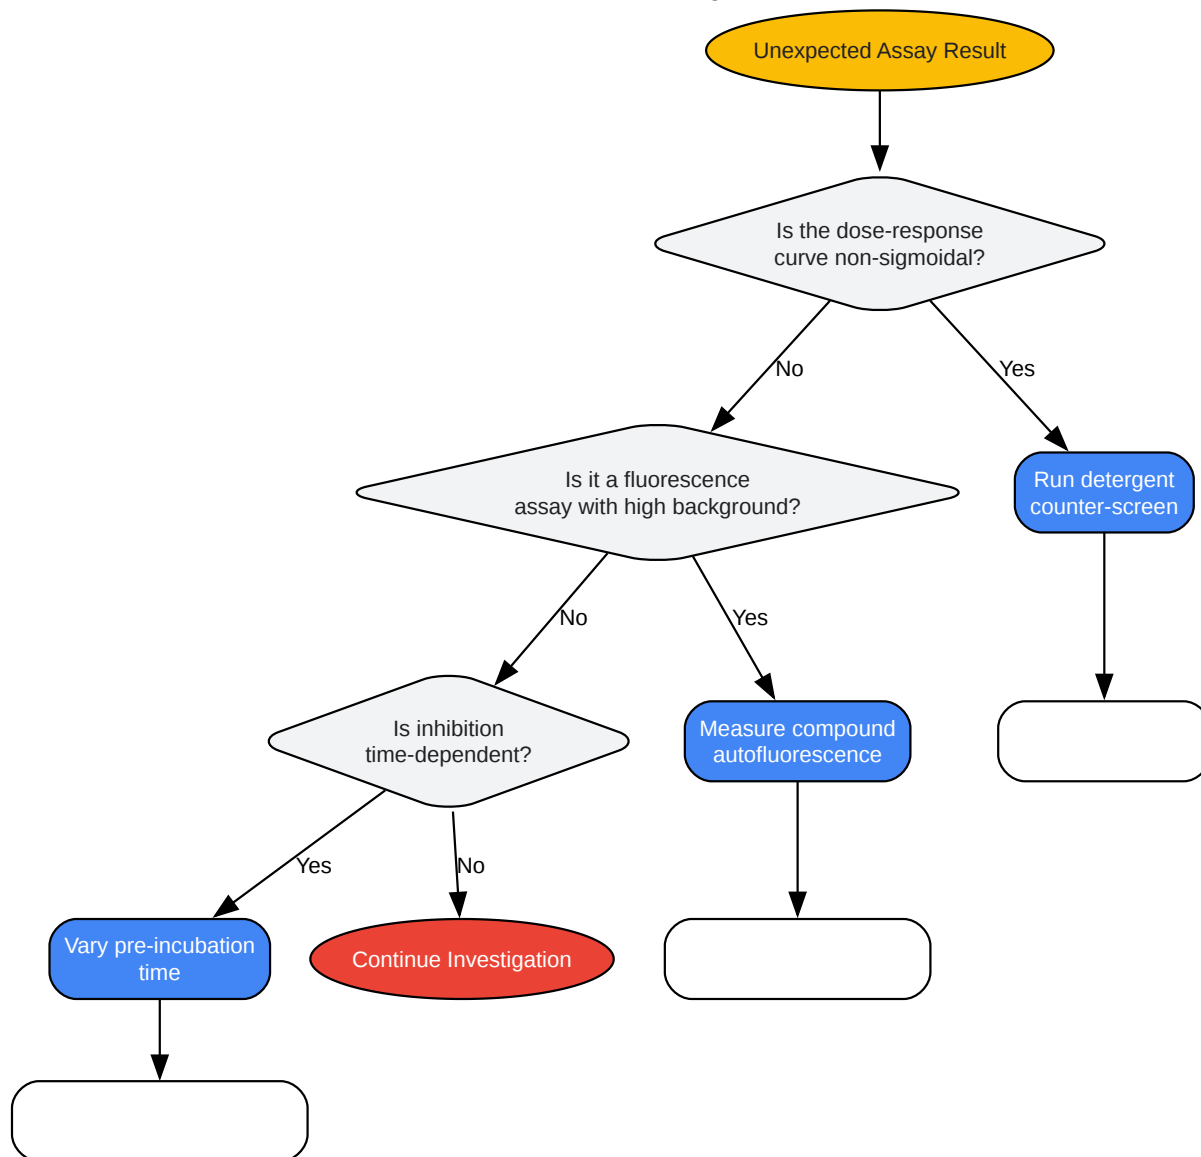 Unexpected Assay Result
Is the dose-response
curve non-sigmoidal?
No
Yes
Is it a fluorescence
assay with high background?
Run detergent
counter-screen
No
Yes
Is inhibition
time-dependent?
Measure compound
autofluorescence
Yes
No
Vary pre-incubation
time
Continue Investigation